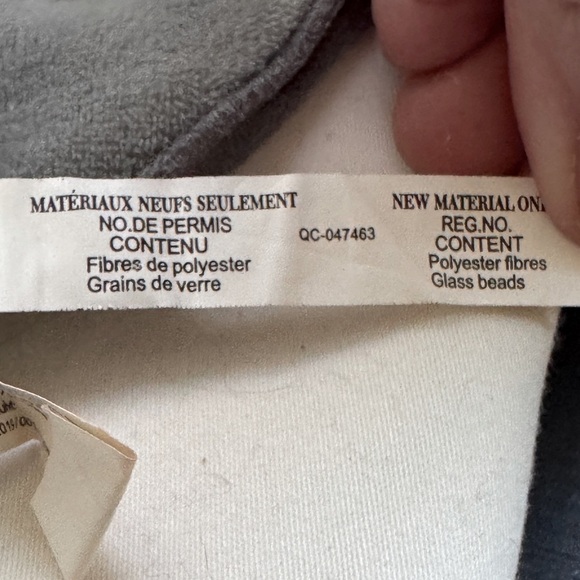 MATÉRIAUX NEUFS SEULEMENT
NO.DE PERMIS
CONTENU
Fibres de polyester
Grains de verre
QC-047463
NEW MATERIAL
REG.NO.
CONTENT
Polyester fibres
Glass beads